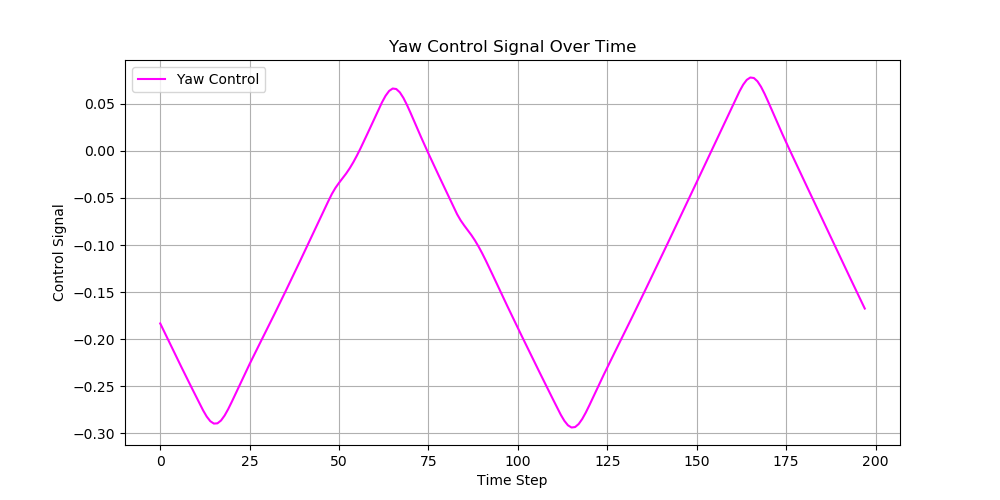 Yaw Control Signal Over Time
Yaw Control
0.05
0.00
−0.05
−0.10
−0.15
−0.20
−0.25
−0.30
Control Signal
0 25 50 75 100 125 150 175 200
Time Step